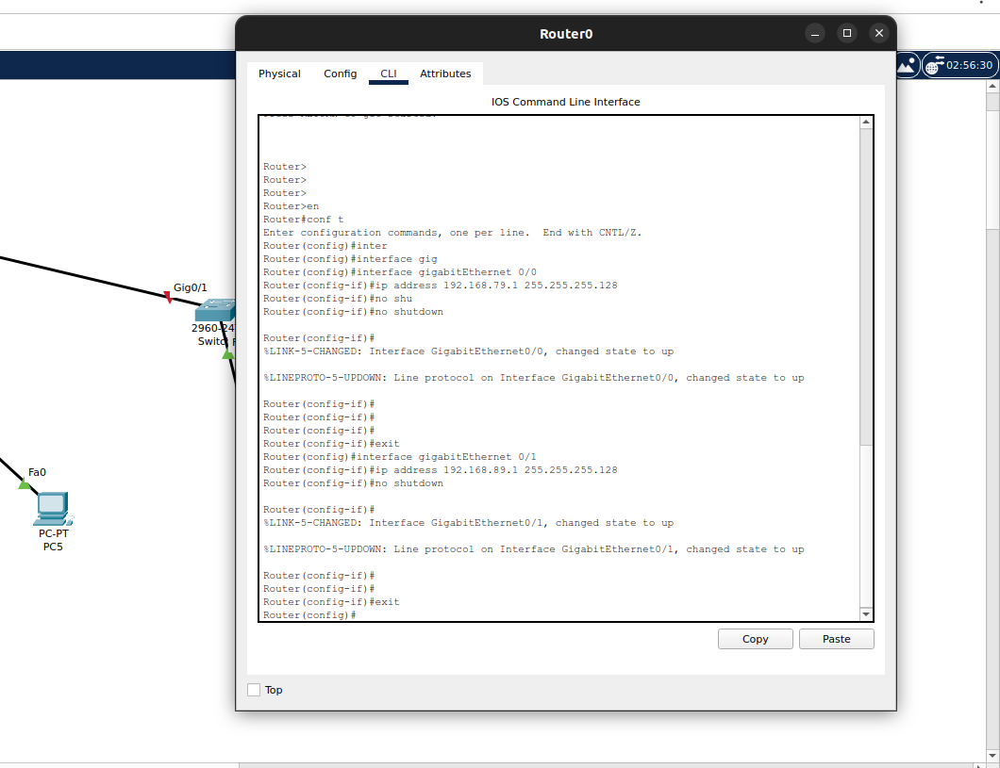 Router0
02:56:30
Physical
Config
CLI
Attributes
IOS Command Line Interface
Router>
Router>
Router>
Router>en
Router#conf t
Enter configuration commands, one per line.  End with CNTL/Z.
Router(config)#inter
Router(config)#interface gig
Router(config)#interface gigabitEthernet 0/0
Router(config-if)#ip address 192.168.79.1 255.255.255.128
Router(config-if)#no shu
Router(config-if)#no shutdown
Router(config-if)#
%LINK-5-CHANGED: Interface GigabitEthernet0/0, changed state to up
%LINEPROTO-5-UPDOWN: Line protocol on Interface GigabitEthernet0/0, changed state to up
Router(config-if)#
Router(config-if)#
Router(config-if)#
Router(config-if)#exit
Router(config)#interface gigabitEthernet 0/1
Router(config-if)#ip address 192.168.89.1 255.255.255.128
Router(config-if)#no shutdown
Router(config-if)#
%LINK-5-CHANGED: Interface GigabitEthernet0/1, changed state to up
%LINEPROTO-5-UPDOWN: Line protocol on Interface GigabitEthernet0/1, changed state to up
Router(config-if)#
Router(config-if)#
Router(config-if)#exit
Router(config)#
Copy
Paste
Top
Gig0/1
2960-24
Fa0
PC-PT
PC5